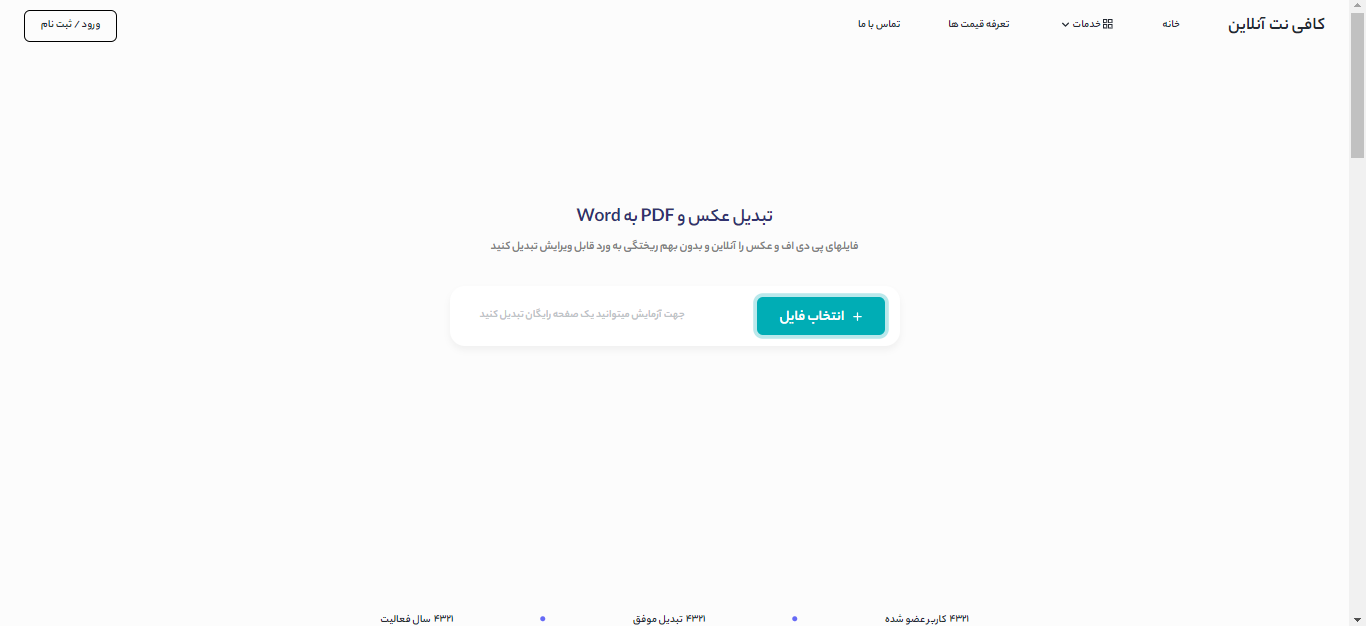 کافی نت آنلاین
خانه
خدمات
تعرفه قیمت ها
تماس با ما
ورود / ثبت نام
تبدیل عکس و PDF به Word
فایلهای پی دی اف و عکس را آنلاین و بدون بهم ریختگی به ورد قابل ویرایش تبدیل کنید
+ انتخاب فایل
جهت آزمایش میتوانید یک صفحه رایگان تبدیل کنید
۴۳۲۱ کاربر عضو شده
۴۳۲۱ تبدیل موفق
۴۳۲۱ سال فعالیت